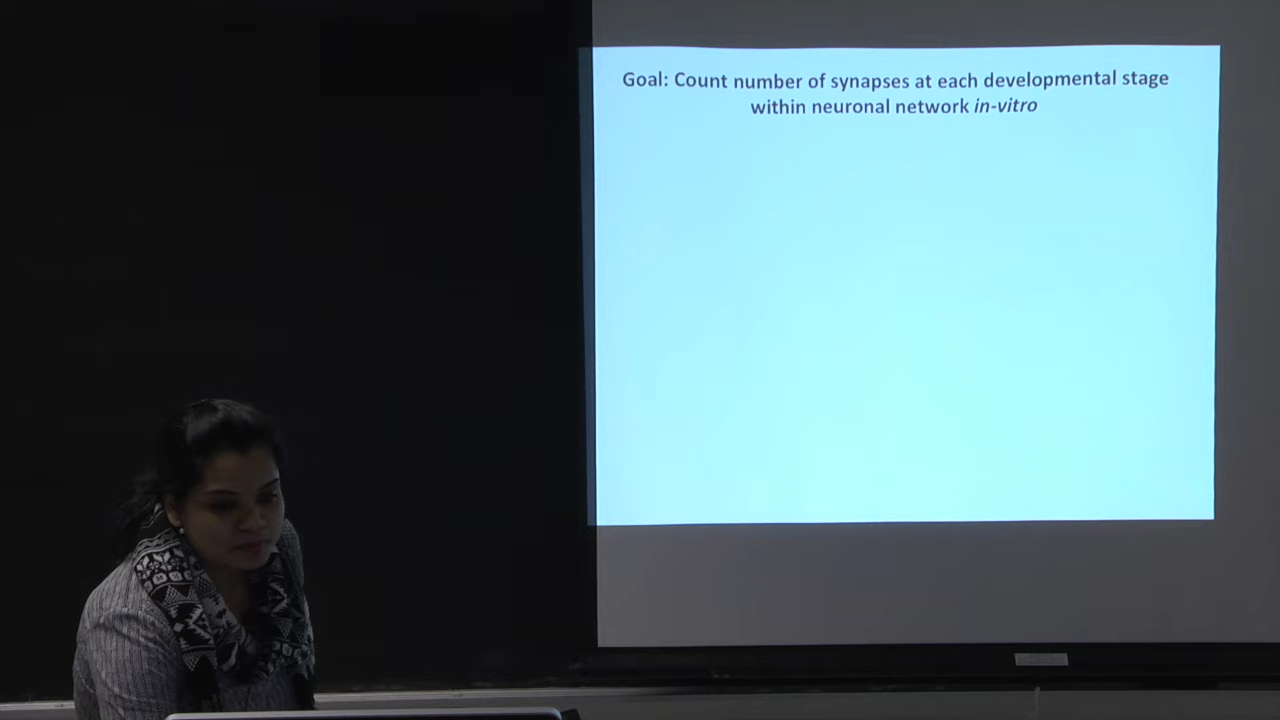 Goal: Count number of synapses at each developmental stage
within neuronal network in-vitro